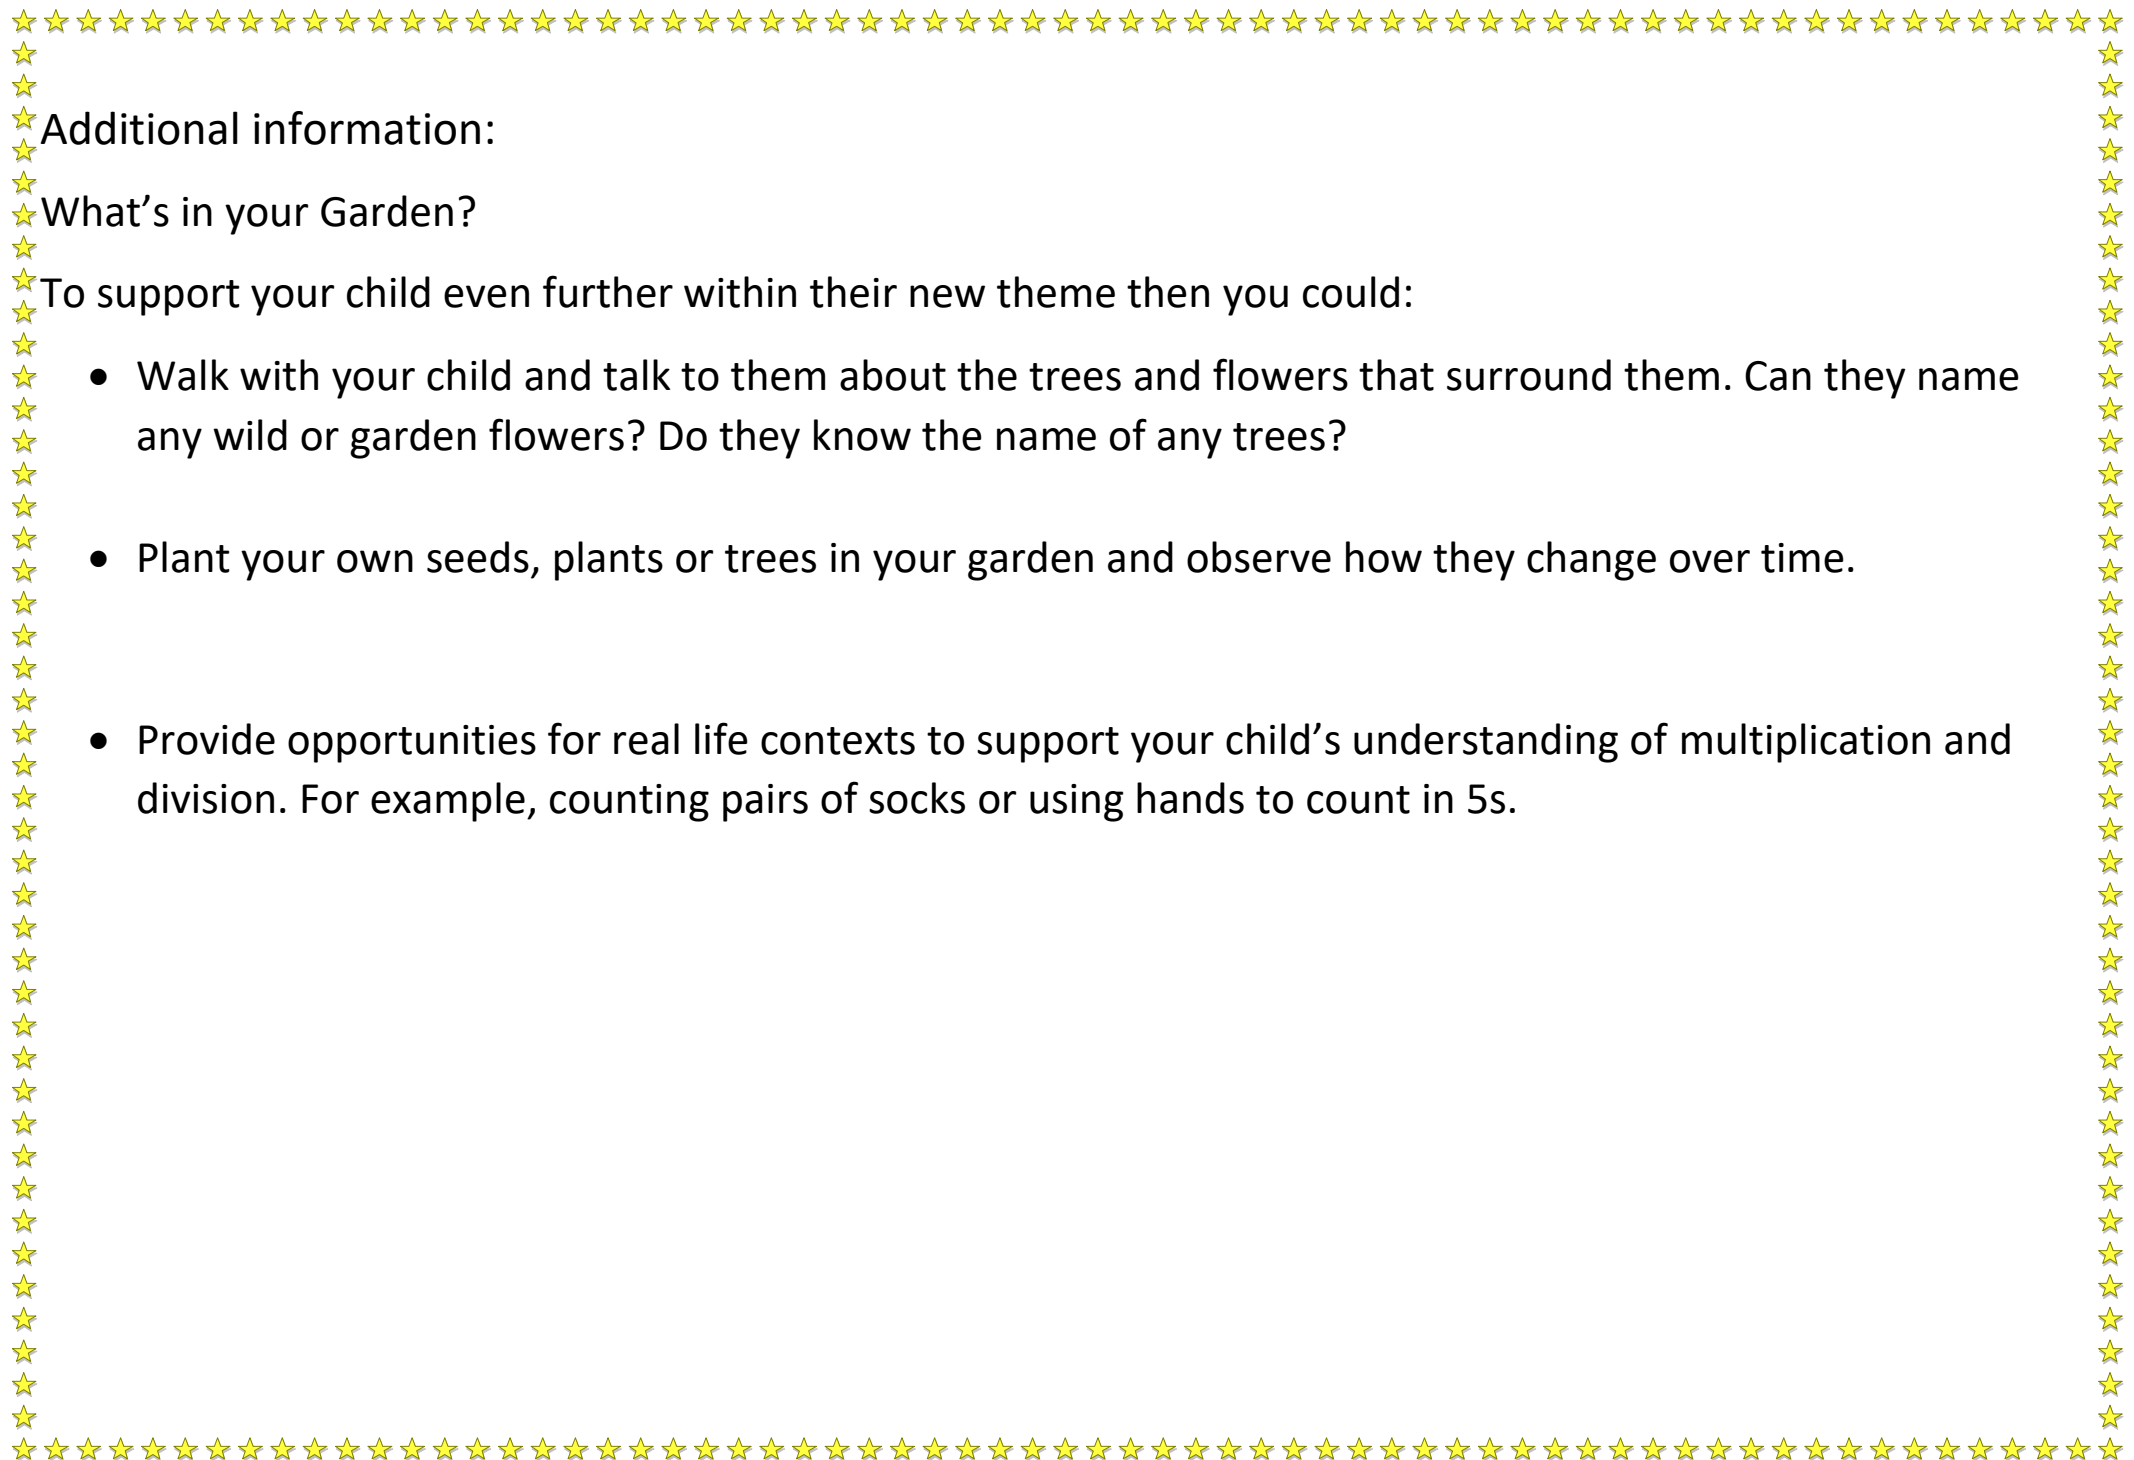 Additional information:
What’s in your Garden?
To support your child even further within their new theme then you could:
• Walk with your child and talk to them about the trees and flowers that surround them. Can they name
any wild or garden flowers? Do they know the name of any trees?
• Plant your own seeds, plants or trees in your garden and observe how they change over time.
• Provide opportunities for real life contexts to support your child’s understanding of multiplication and
division. For example, counting pairs of socks or using hands to count in 5s.